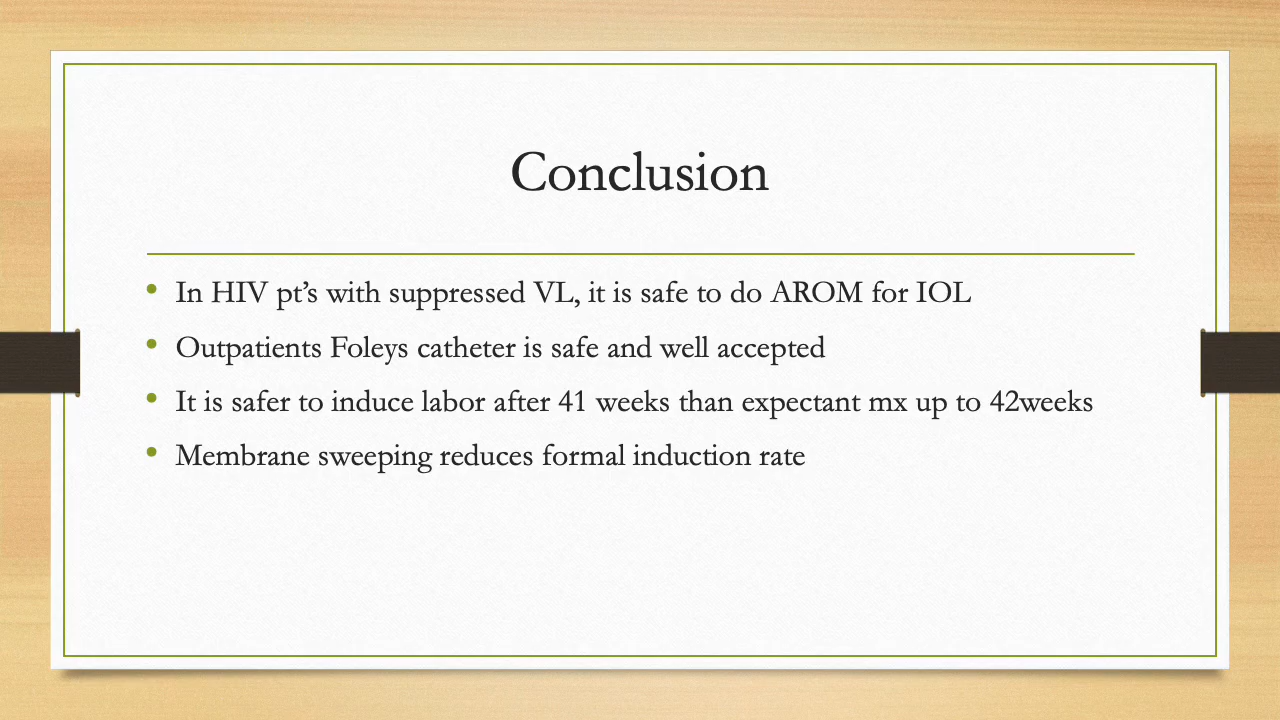 Conclusion
• In HIV pt’s with suppressed VL, it is safe to do AROM for IOL
• Outpatients Foleys catheter is safe and well accepted
• It is safer to induce labor after 41 weeks than expectant mx up to 42weeks
• Membrane sweeping reduces formal induction rate